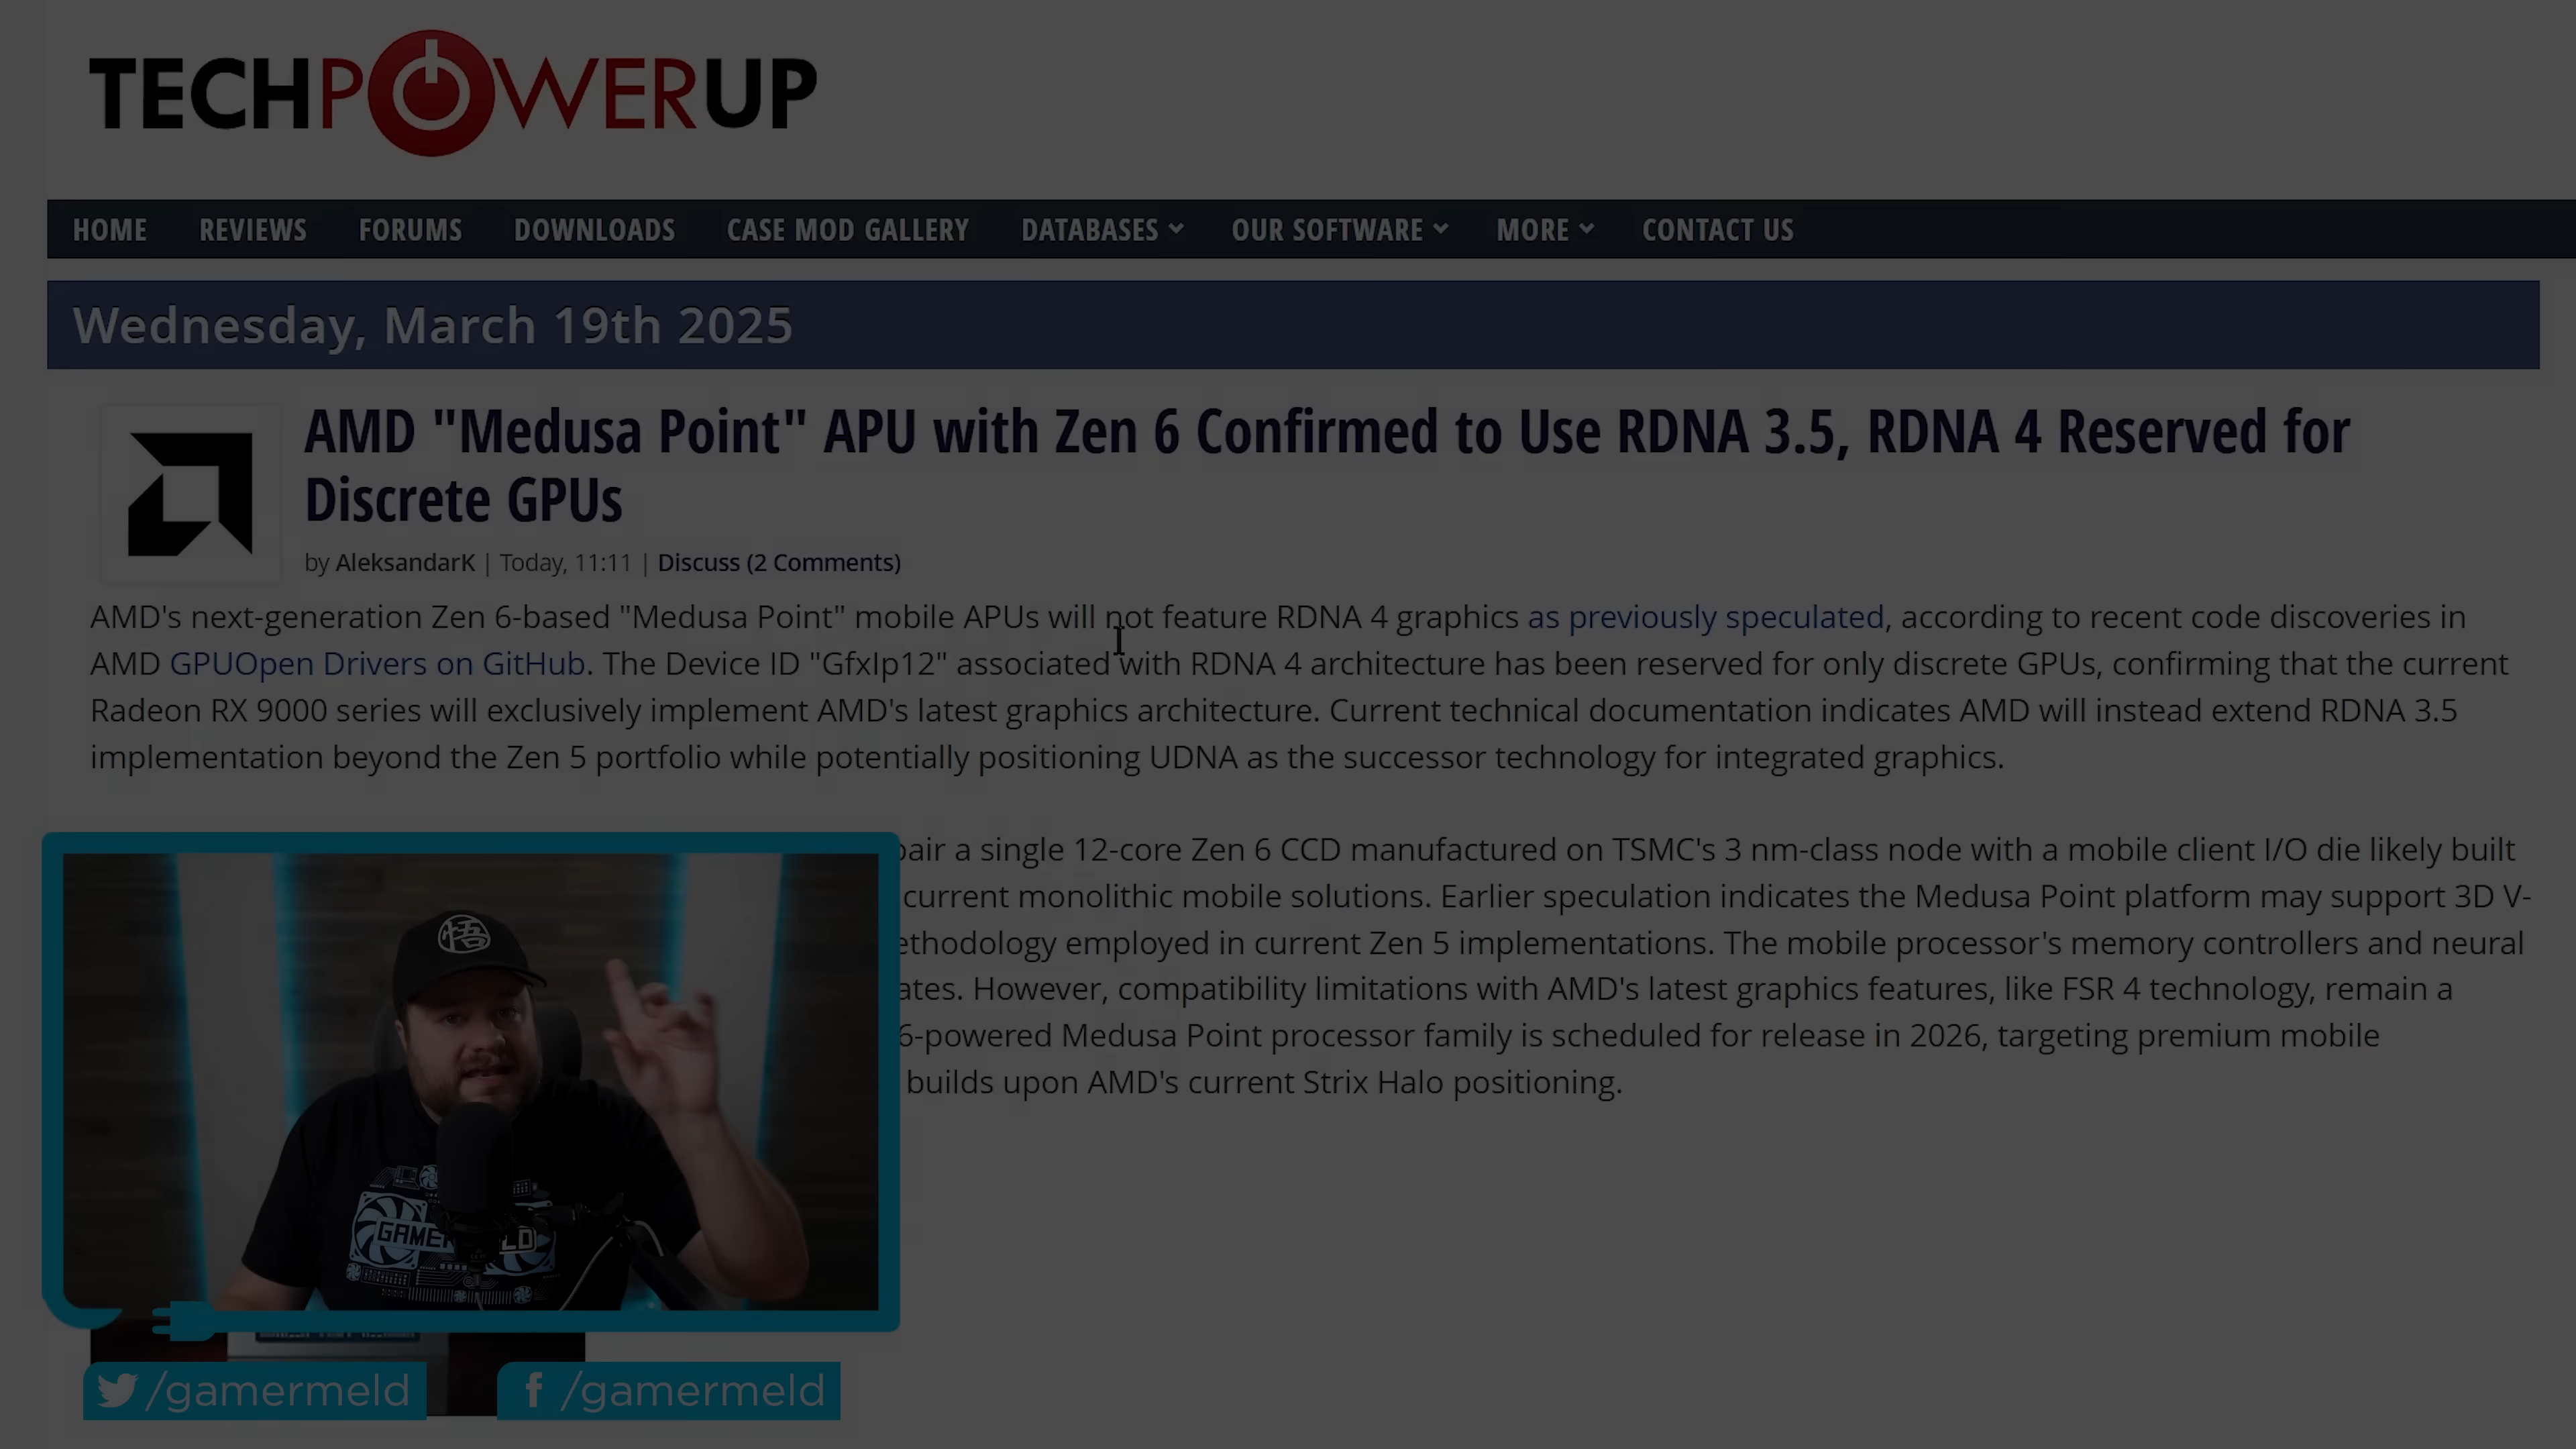 TECHPOWERUP
HOME REVIEWS FORUMS DOWNLOADS CASE MOD GALLERY DATABASES OUR SOFTWARE MORE CONTACT US
Wednesday, March 19th 2025
AMD "Medusa Point" APU with Zen 6 Confirmed to Use RDNA 3.5, RDNA 4 Reserved for
Discrete GPUs
by AleksandarK | Today, 11:11 | Discuss (2 Comments)
AMD's next-generation Zen 6-based "Medusa Point" mobile APUs will not feature RDNA 4 graphics as previously speculated, according to recent code discoveries in
AMD GPUOpen Drivers on GitHub. The Device ID "GfxIp12" associated with RDNA 4 architecture has been reserved for only discrete GPUs, confirming that the current
Radeon RX 9000 series will exclusively implement AMD's latest graphics architecture. Current technical documentation indicates AMD will instead extend RDNA 3.5
implementation beyond the Zen 5 portfolio while potentially positioning UDNA as the successor technology for integrated graphics.
pair a single 12-core Zen 6 CCD manufactured on TSMC's 3 nm-class node with a mobile client I/O die likely built
current monolithic mobile solutions. Earlier speculation indicates the Medusa Point platform may support 3D V-
ethodology employed in current Zen 5 implementations. The mobile processor's memory controllers and neural
ates. However, compatibility limitations with AMD's latest graphics features, like FSR 4 technology, remain a
6-powered Medusa Point processor family is scheduled for release in 2026, targeting premium mobile
builds upon AMD's current Strix Halo positioning.
悟
GAMER LD
/gamermeld /gamermeld